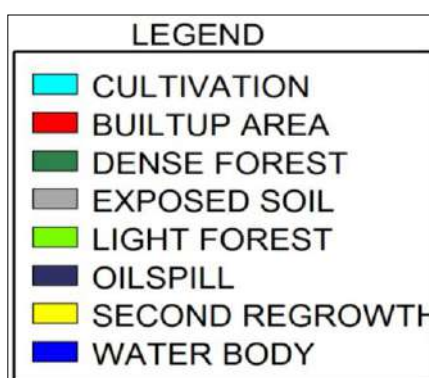 LEGEND
CULTIVATION
BUILTUP AREA
DENSE FOREST
EXPOSED SOIL
LIGHT FOREST
OILSPILL
SECOND REGROWTH
WATER BODY